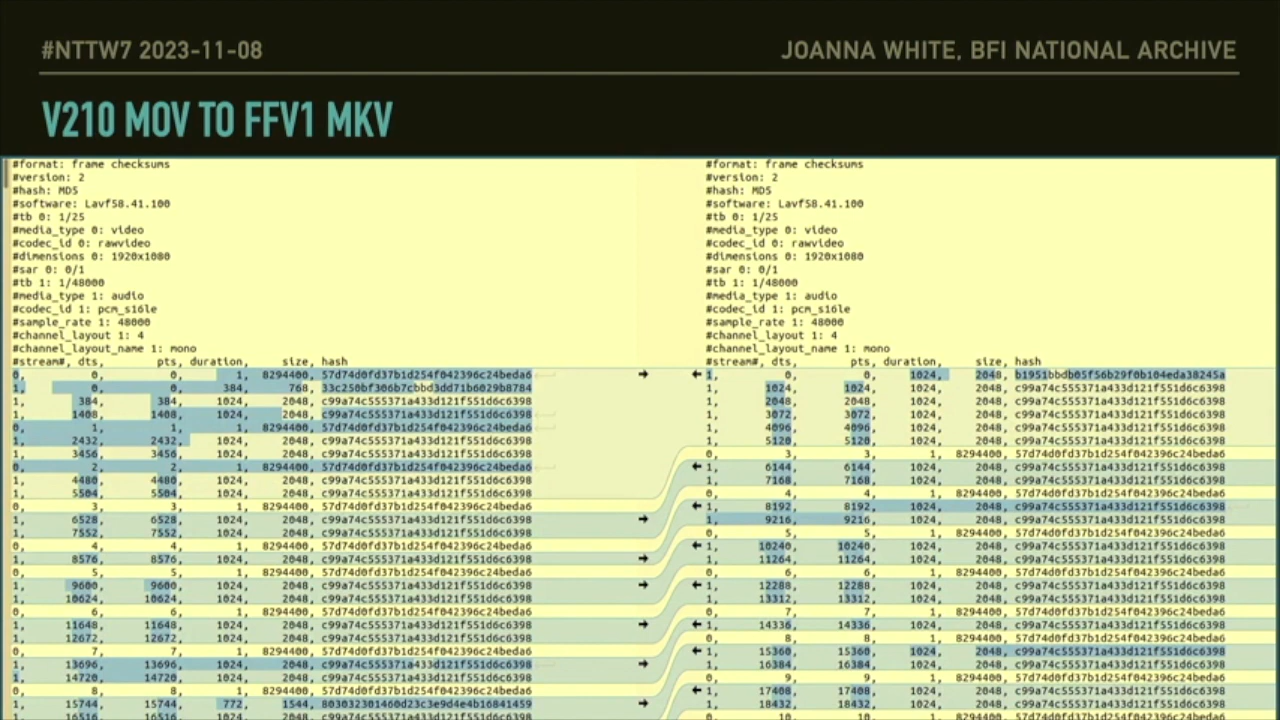 #NTTW7 2023-11-08
JOANNA WHITE, BFI NATIONAL ARCHIVE
V210 MOV TO FFV1 MKV
#format: frame checksums
#version: 2
#hash: MD5
#software: Lavf58.41.100
#tb 0: 1/25
#media_type 0: video
#codec_id 0: rawvideo
#dimensions 0: 1920x1080
#sar 0: 0/1
#tb 1: 1/48000
#media_type 1: audio
#codec_id 1: pcm_s16le
#sample_rate 1: 48000
#channel_layout 1: 4
#channel_layout_name 1: mono
#stream#, dts, pts, duration, size, hash
0, 0, 0, 1, 8294400, 57d74d0fd37b1d254f042396c24beda6
1, 0, 0, 384, 768, 33c250bf306b7cbbd3dd71b6029b8784
1, 384, 384, 1024, 2048, c99a74c555371a433d121f551d6c6398
1, 1408, 1408, 1024, 2048, c99a74c555371a433d121f551d6c6398
0, 1, 1, 1, 8294400, 57d74d0fd37b1d254f042396c24beda6
1, 2432, 2432, 1024, 2048, c99a74c555371a433d121f551d6c6398
1, 3456, 3456, 1024, 2048, c99a74c555371a433d121f551d6c6398
0, 2, 2, 1, 8294400, 57d74d0fd37b1d254f042396c24beda6
1, 4480, 4480, 1024, 2048, c99a74c555371a433d121f551d6c6398
1, 5504, 5504, 1024, 2048, c99a74c555371a433d121f551d6c6398
0, 3, 3, 1, 8294400, 57d74d0fd37b1d254f042396c24beda6
1, 6528, 6528, 1024, 2048, c99a74c555371a433d121f551d6c6398
1, 7552, 7552, 1024, 2048, c99a74c555371a433d121f551d6c6398
0, 4, 4, 1, 8294400, 57d74d0fd37b1d254f042396c24beda6
1, 8576, 8576, 1024, 2048, c99a74c555371a433d121f551d6c6398
0, 5, 5, 1, 8294400, 57d74d0fd37b1d254f042396c24beda6
1, 9600, 9600, 1024, 2048, c99a74c555371a433d121f551d6c6398
1, 10624, 10624, 1024, 2048, c99a74c555371a433d121f551d6c6398
0, 6, 6, 1, 8294400, 57d74d0fd37b1d254f042396c24beda6
1, 11648, 11648, 1024, 2048, c99a74c555371a433d121f551d6c6398
1, 12672, 12672, 1024, 2048, c99a74c555371a433d121f551d6c6398
0, 7, 7, 1, 8294400, 57d74d0fd37b1d254f042396c24beda6
1, 13696, 13696, 1024, 2048, c99a74c555371a433d121f551d6c6398
1, 14720, 14720, 1024, 2048, c99a74c555371a433d121f551d6c6398
0, 8, 8, 1, 8294400, 57d74d0fd37b1d254f042396c24beda6
1, 15744, 15744, 772, 1544, 803032301460d23c3e9d4e4b16841459
1, 16516, 16516, 1024, 2048, c99a74c555371a433d121f551d6c6398
#format: frame checksums
#version: 2
#hash: MD5
#software: Lavf58.41.100
#tb 0: 1/25
#media_type 0: video
#codec_id 0: rawvideo
#dimensions 0: 1920x1080
#sar 0: 0/1
#tb 1: 1/48000
#media_type 1: audio
#codec_id 1: pcm_s16le
#sample_rate 1: 48000
#channel_layout 1: 4
#channel_layout_name 1: mono
#stream#, dts, pts, duration, size, hash
1, 0, 0, 1024, 2048, b1951bbdb05f56b29f0b104eda38245a
1, 1024, 1024, 1024, 2048, c99a74c555371a433d121f551d6c6398
1, 2048, 2048, 1024, 2048, c99a74c555371a433d121f551d6c6398
1, 3072, 3072, 1024, 2048, c99a74c555371a433d121f551d6c6398
1, 4096, 4096, 1024, 2048, c99a74c555371a433d121f551d6c6398
1, 5120, 5120, 1024, 2048, c99a74c555371a433d121f551d6c6398
0, 3, 3, 1, 8294400, 57d74d0fd37b1d254f042396c24beda6
1, 6144, 6144, 1024, 2048, c99a74c555371a433d121f551d6c6398
1, 7168, 7168, 1024, 2048, c99a74c555371a433d121f551d6c6398
0, 4, 4, 1, 8294400, 57d74d0fd37b1d254f042396c24beda6
1, 8192, 8192, 1024, 2048, c99a74c555371a433d121f551d6c6398
1, 9216, 9216, 1024, 2048, c99a74c555371a433d121f551d6c6398
0, 5, 5, 1, 8294400, 57d74d0fd37b1d254f042396c24beda6
1, 10240, 10240, 1024, 2048, c99a74c555371a433d121f551d6c6398
1, 11264, 11264, 1024, 2048, c99a74c555371a433d121f551d6c6398
0, 6, 6, 1, 8294400, 57d74d0fd37b1d254f042396c24beda6
1, 12288, 12288, 1024, 2048, c99a74c555371a433d121f551d6c6398
1, 13312, 13312, 1024, 2048, c99a74c555371a433d121f551d6c6398
0, 7, 7, 1, 8294400, 57d74d0fd37b1d254f042396c24beda6
1, 14336, 14336, 1024, 2048, c99a74c555371a433d121f551d6c6398
0, 8, 8, 1, 8294400, 57d74d0fd37b1d254f042396c24beda6
1, 15360, 15360, 1024, 2048, c99a74c555371a433d121f551d6c6398
1, 16384, 16384, 1024, 2048, c99a74c555371a433d121f551d6c6398
0, 9, 9, 1, 8294400, 57d74d0fd37b1d254f042396c24beda6
1, 17408, 17408, 1024, 2048, c99a74c555371a433d121f551d6c6398
1, 18432, 18432, 1024, 2048, c99a74c555371a433d121f551d6c6398
0, 10, 10, 1, 8294400, 57d74d0fd37b1d254f042396c24beda6